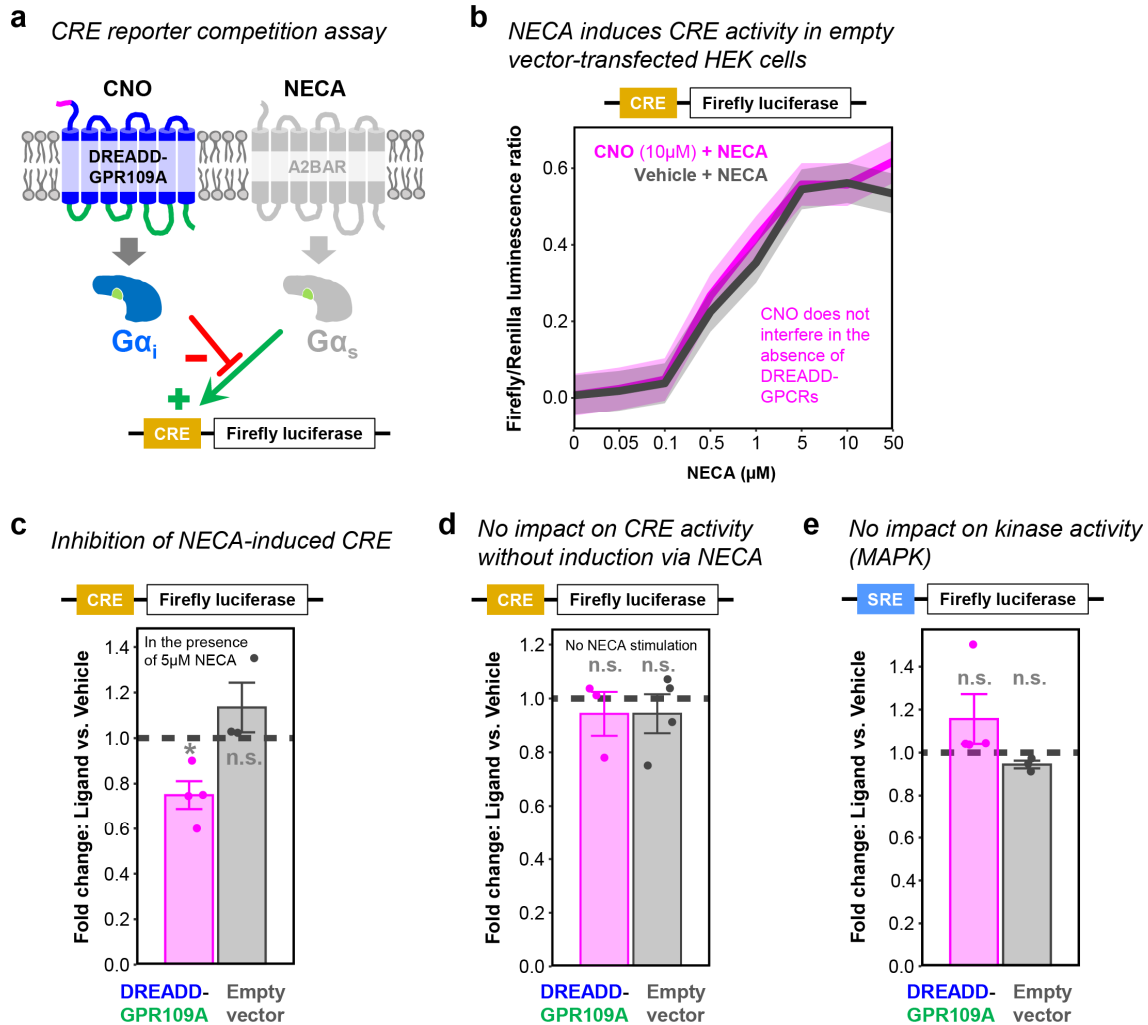 a
CRE reporter competition assay
CNO
NECA
DREADD-
GPR109A
A2BAR
Gαi
Gαs
−
+
CRE
Firefly luciferase
b
NECA induces CRE activity in empty
vector-transfected HEK cells
CRE
Firefly luciferase
Firefly/Renilla luminescence ratio
0.6
0.4
0.2
0.0
CNO (10µM) + NECA
Vehicle + NECA
CNO does not
interfere in the
absence of
DREADD-
GPCRs
0
0.05
0.1
0.5
1
5
10
50
NECA (µM)
c
Inhibition of NECA-induced CRE
CRE
Firefly luciferase
Fold change: Ligand vs. Vehicle
1.4
1.2
1.0
0.8
0.6
0.4
0.2
0.0
In the presence
of 5µM NECA
*
n.s.
DREADD-
GPR109A
Empty
vector
d
No impact on CRE activity
without induction via NECA
CRE
Firefly luciferase
Fold change: Ligand vs. Vehicle
1.2
1.0
0.8
0.6
0.4
0.2
0.0
No NECA stimulation
n.s.
n.s.
DREADD-
GPR109A
Empty
vector
e
No impact on kinase activity
(MAPK)
SRE
Firefly luciferase
Fold change: Ligand vs. Vehicle
1.4
1.2
1.0
0.8
0.6
0.4
0.2
0.0
n.s.
n.s.
DREADD-
GPR109A
Empty
vector